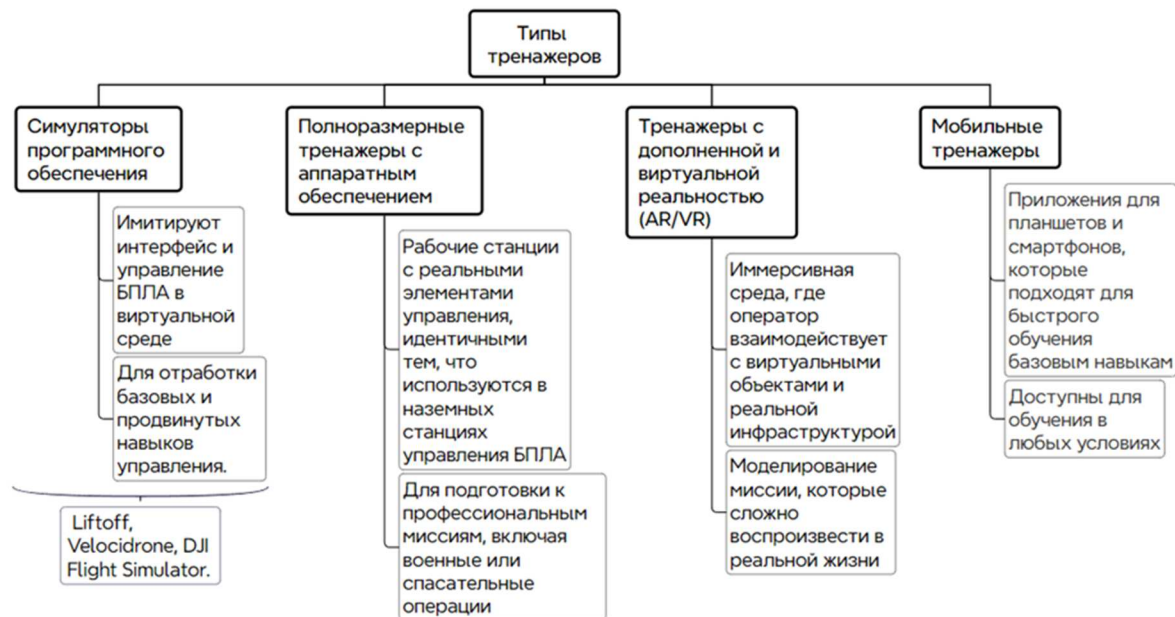 Типы
тренажеров
Симуляторы
программного
обеспечения
Имитируют
интерфейс и
управление
БПЛА в
виртуальной
среде
Для отработки
базовых и
продвинутых
навыков
управления.
Liftoff,
Velocidrone, DJI
Flight Simulator.
Полноразмерные
тренажеры с
аппаратным
обеспечением
Рабочие станции
с реальными
элементами
управления,
идентичными
тем, что
используются в
наземных
станциях
управления БПЛА
Для подготовки к
профессиональным
миссиям, включая
военные или
спасательные
операции
Тренажеры с
дополненной и
виртуальной
реальностью
(AR/VR)
Иммерсивная
среда, где
оператор
взаимодействует
с виртуальными
объектами и
реальной
инфраструктурой
Моделирование
миссии, которые
сложно
воспроизвести в
реальной жизни
Мобильные
тренажеры
Приложения для
планшетов и
смартфонов,
которые
подходят для
быстрого
обучения
базовым навыкам
Доступны для
обучения в
любых условиях